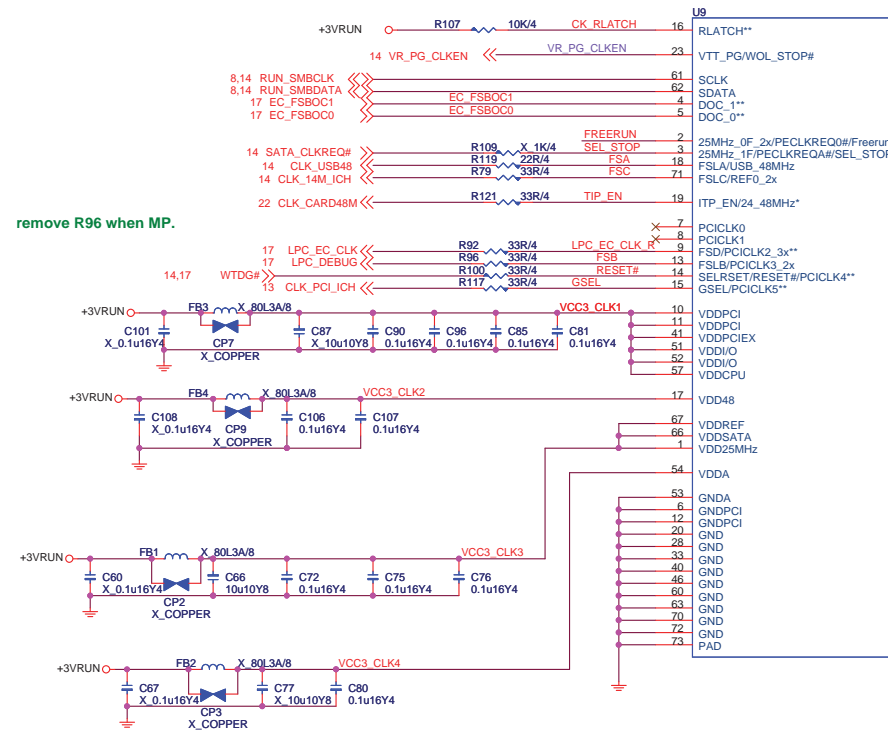 U9
+3VRUN R107 10K/4 CK_RLATCH 16 RLATCH**
14 VR_PG_CLKEN VR_PG_CLKEN 23 VTT_PG/WOL_STOP#
8,14 RUN_SMBCLK 61 SCLK
8,14 RUN_SMBDATA 62 SDATA
17 EC_FSBOC1 EC_FSBOC1 4 DOC_1**
17 EC_FSBOC0 EC_FSBOC0 5 DOC_0**
FREERUN 2 25MHz_0F_2x/PECLKREQ0#/Freerun
14 SATA_CLKREQ# R109 X_1K/4 SEL_STOP 3 25MHz_1F/PECLKREQA#/SEL_STOP
14 CLK_USB48 R119 22R/4 FSA 18 FSLA/USB_48MHz
14 CLK_14M_ICH R79 33R/4 FSC 71 FSLC/REF0_2x
22 CLK_CARD48M R121 33R/4 TIP_EN 19 ITP_EN/24_48MHz*
remove R96 when MP.
7 PCICLK0
8 PCICLK1
17 LPC_EC_CLK R92 33R/4 LPC_EC_CLK_R 9 FSD/PCICLK2_3x**
17 LPC_DEBUG R96 33R/4 FSB 13 FSLB/PCICLK3_2x
14,17 WTDG# R100 33R/4 RESET# 14 SELRSET/RESET#/PCICLK4**
13 CLK_PCI_ICH R117 33R/4 GSEL 15 GSEL/PCICLK5**
+3VRUN FB3 X_80L3A/8 VCC3_CLK1 10 VDDPCI
11 VDDPCI
C101 X_0.1u16Y4 CP7 X_COPPER C87 X_10u10Y8 C90 0.1u16Y4 C96 0.1u16Y4 C85 0.1u16Y4 C81 0.1u16Y4
41 VDDPCIEX
51 VDDI/O
52 VDDI/O
57 VDDCPU
+3VRUN FB4 X_80L3A/8 VCC3_CLK2 17 VDD48
C108 X_0.1u16Y4 CP9 X_COPPER C106 0.1u16Y4 C107 0.1u16Y4
67 VDDREF
66 VDDSATA
1 VDD25MHz
54 VDDA
53 GNDA
6 GNDPCI
12 GNDPCI
20 GND
28 GND
+3VRUN FB1 X_80L3A/8 VCC3_CLK3 33 GND
40 GND
C60 X_0.1u16Y4 CP2 X_COPPER C66 10u10Y8 C72 0.1u16Y4 C75 0.1u16Y4 C76 0.1u16Y4
46 GND
60 GND
63 GND
70 GND
72 GND
73 PAD
+3VRUN FB2 X_80L3A/8 VCC3_CLK4
C67 X_0.1u16Y4 CP3 X_COPPER C77 X_10u10Y8 C80 0.1u16Y4